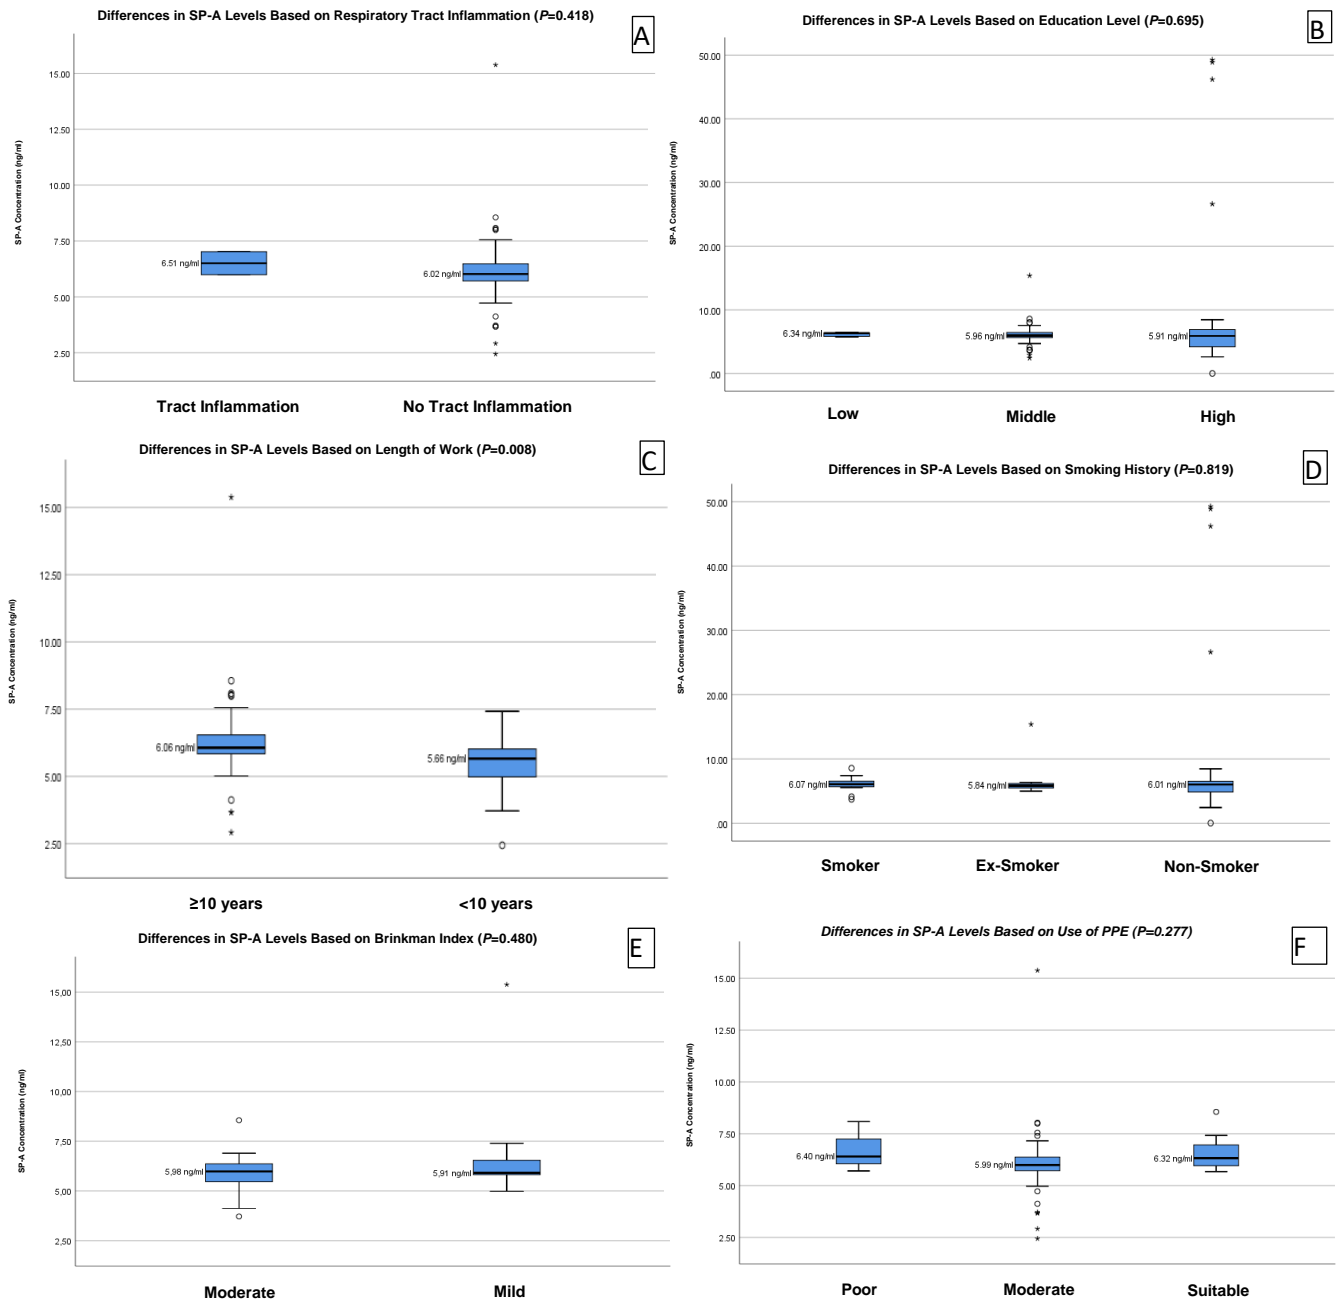 Differences in SP-A Levels Based on Respiratory Tract Inflammation (P=0.418)
A
SP-A Concentration (ng/ml)
15.00
12.50
10.00
7.50
5.00
2.50
6.51 ng/ml
6.02 ng/ml
Tract Inflammation
No Tract Inflammation
Differences in SP-A Levels Based on Education Level (P=0.695)
B
SP-A Concentration (ng/ml)
50.00
40.00
30.00
20.00
10.00
.00
6.34 ng/ml
5.96 ng/ml
5.91 ng/ml
Low
Middle
High
Differences in SP-A Levels Based on Length of Work (P=0.008)
C
SP-A Concentration (ng/ml)
15.00
12.50
10.00
7.50
5.00
2.50
6.06 ng/ml
5.66 ng/ml
≥10 years
<10 years
Differences in SP-A Levels Based on Smoking History (P=0.819)
D
SP-A Concentration (ng/ml)
50.00
40.00
30.00
20.00
10.00
.00
6.07 ng/ml
5.84 ng/ml
6.01 ng/ml
Smoker
Ex-Smoker
Non-Smoker
Differences in SP-A Levels Based on Brinkman Index (P=0.480)
E
SP-A Concentration (ng/ml)
15,00
12,50
10,00
7,50
5,00
2,50
5,98 ng/ml
5,91 ng/ml
Moderate
Mild
Differences in SP-A Levels Based on Use of PPE (P=0.277)
F
SP-A Concentration (ng/ml)
15.00
12.50
10.00
7.50
5.00
2.50
6.40 ng/ml
5.99 ng/ml
6.32 ng/ml
Poor
Moderate
Suitable